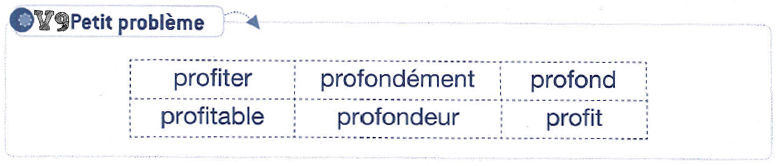 V9 Petit problème
profiter profondément profond
profitable profondeur profit